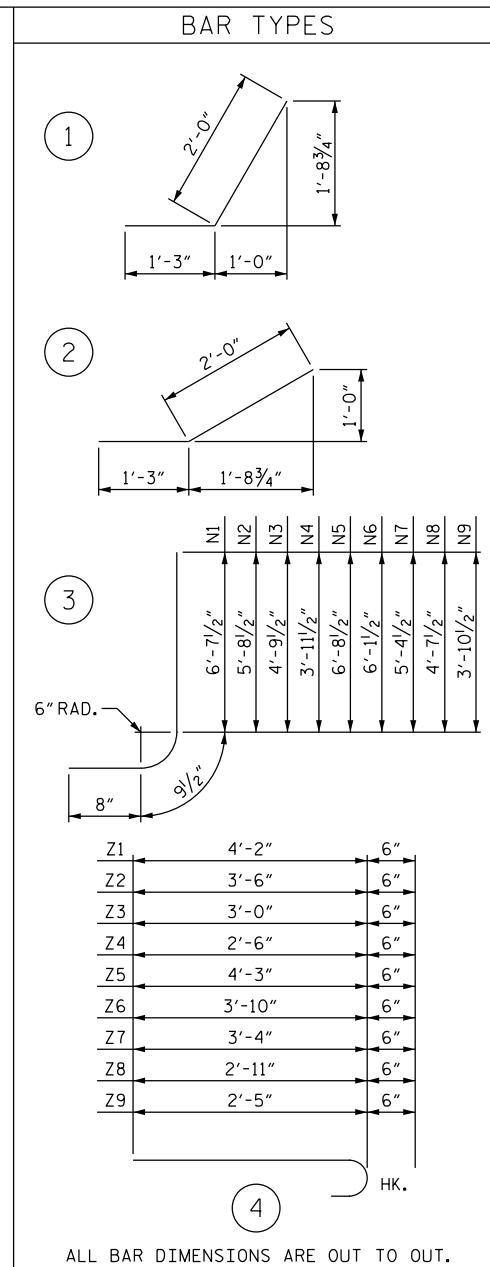 BAR TYPES
1
2'-0"
1'-8¾"
1'-3"
1'-0"
2
2'-0"
1'-0"
1'-3"
1'-8¾"
3
N1 N2 N3 N4 N5 N6 N7 N8 N9
6'-7½" 5'-8½" 4'-9½" 3'-11½" 6'-8½" 6'-1½" 5'-4½" 4'-7½" 3'-10½"
6" RAD.
8"
9½"
Z1 4'-2" 6"
Z2 3'-6" 6"
Z3 3'-0" 6"
Z4 2'-6" 6"
Z5 4'-3" 6"
Z6 3'-10" 6"
Z7 3'-4" 6"
Z8 2'-11" 6"
Z9 2'-5" 6"
HK.
4
ALL BAR DIMENSIONS ARE OUT TO OUT.